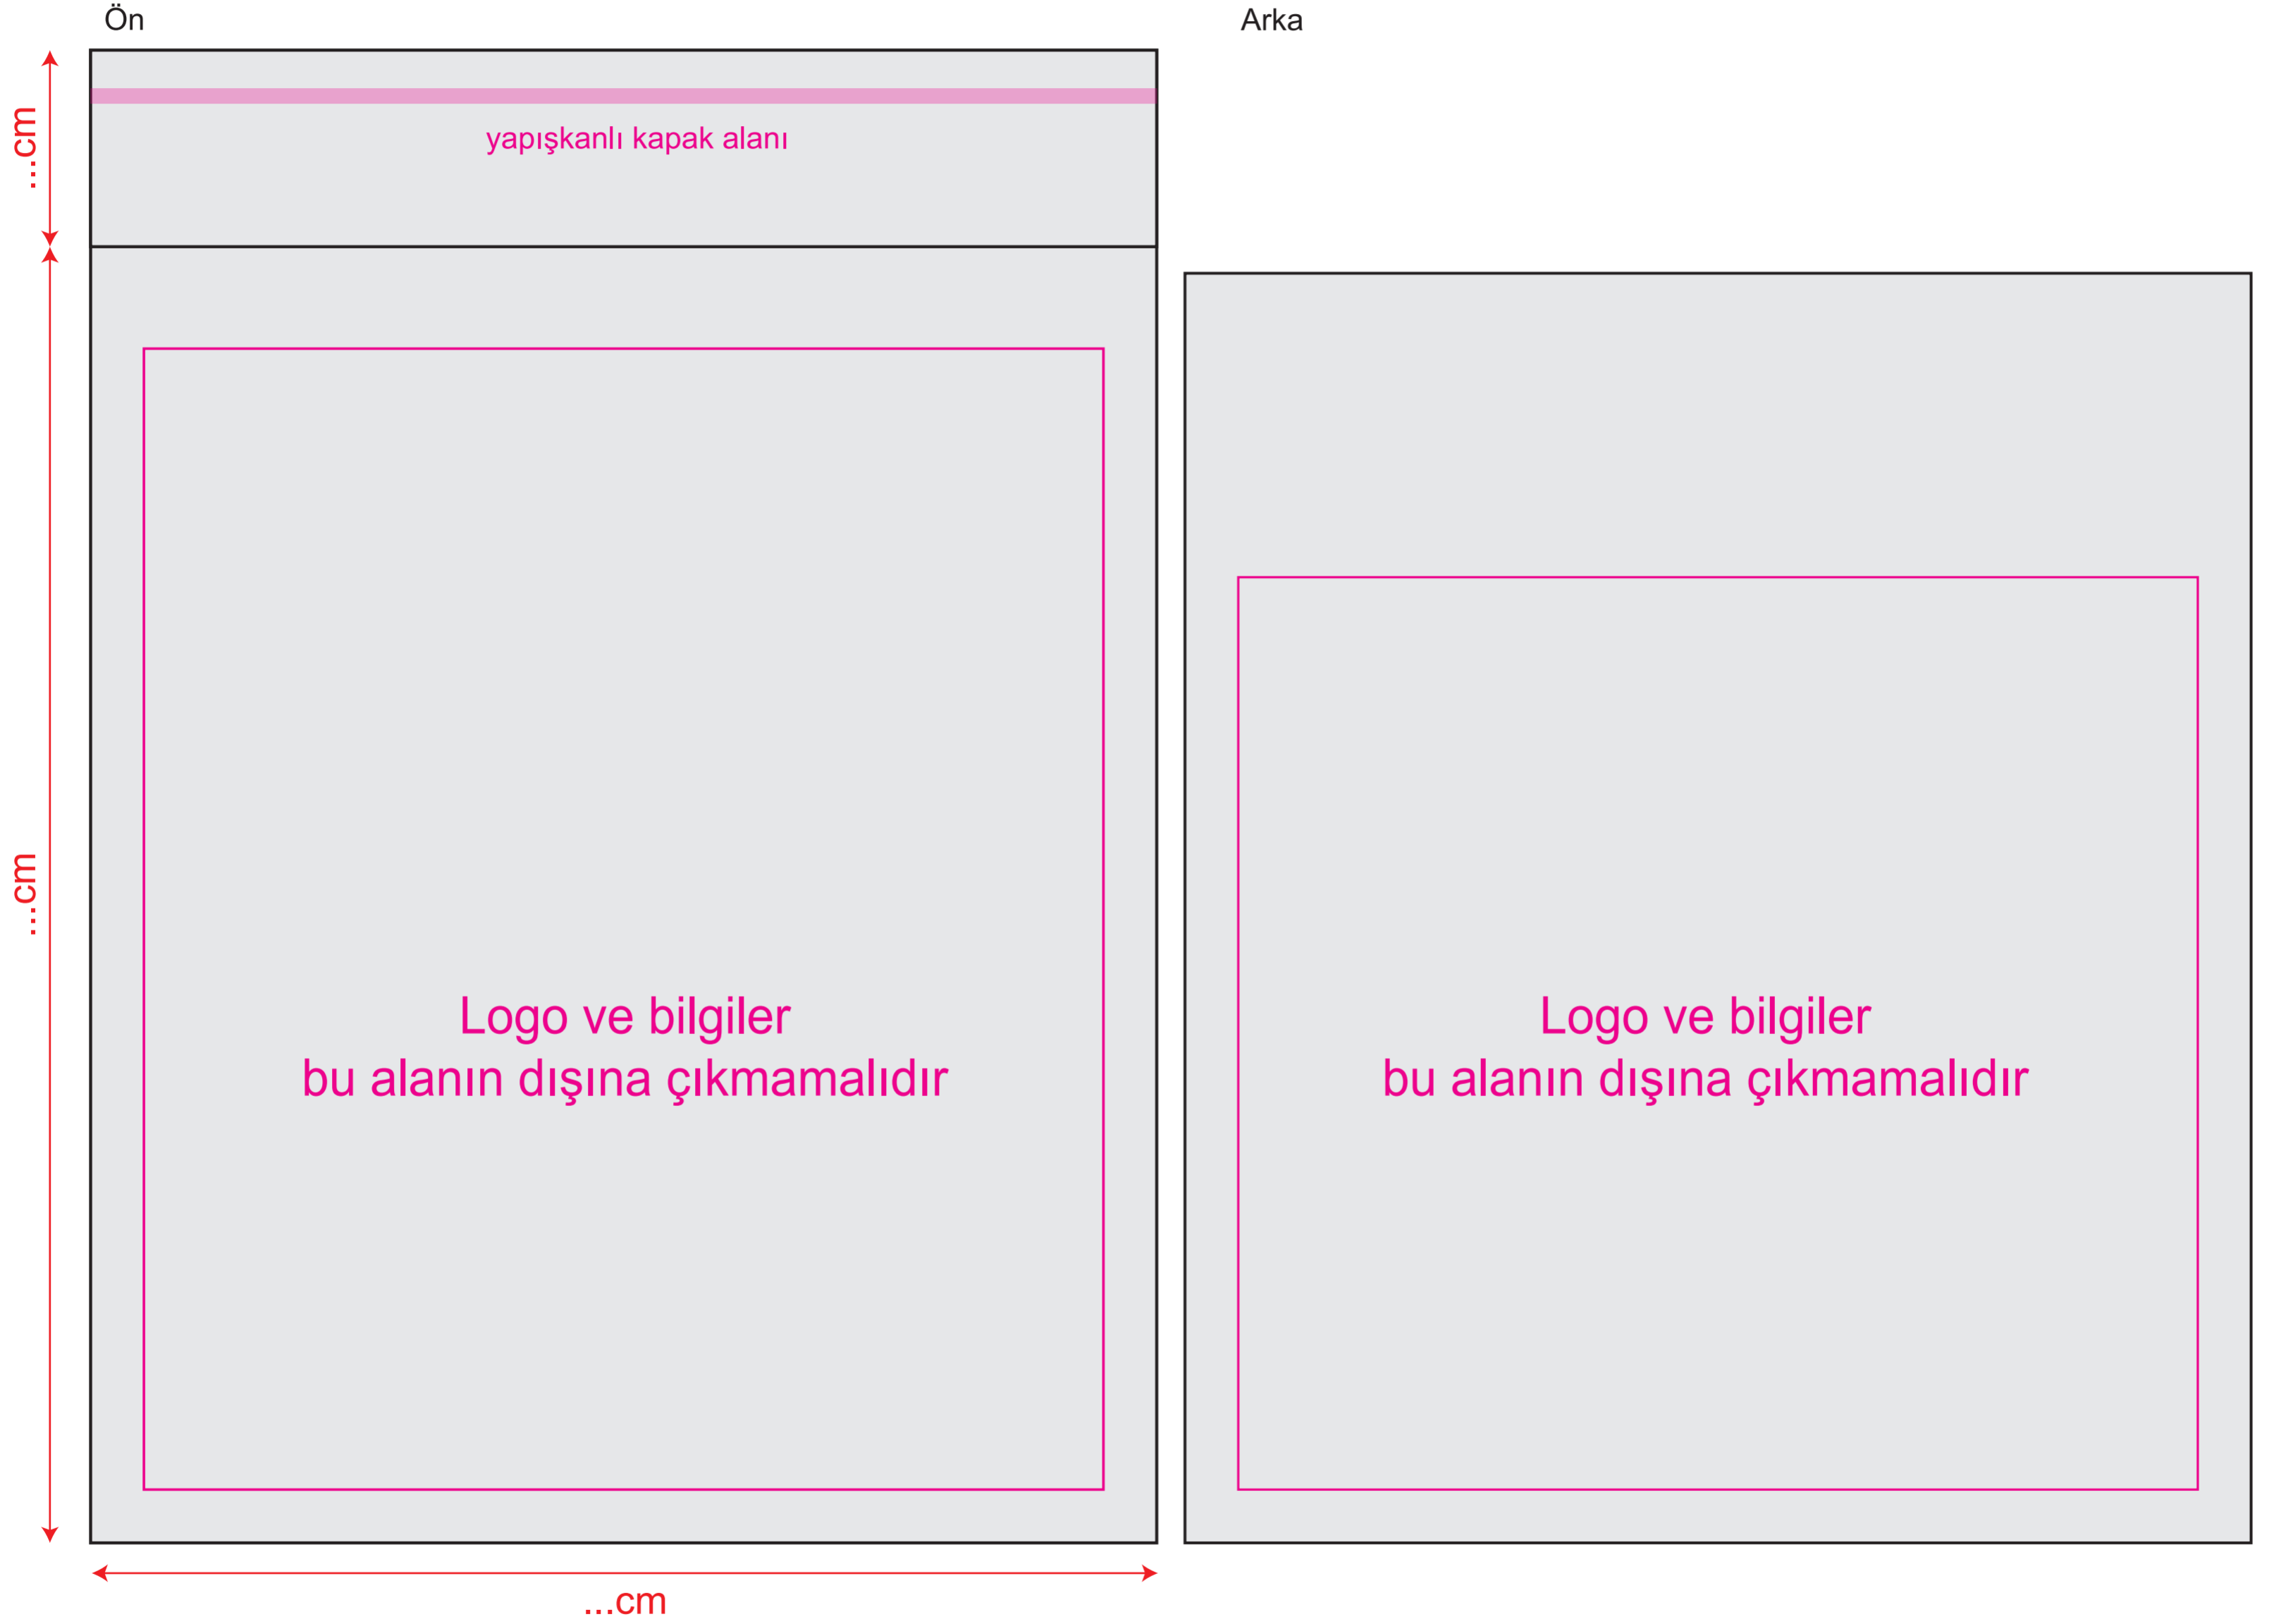 Ön
Arka
...cm
yapışkanlı kapak alanı
...cm
Logo ve bilgiler
bu alanın dışına çıkmamalıdır
Logo ve bilgiler
bu alanın dışına çıkmamalıdır
...cm